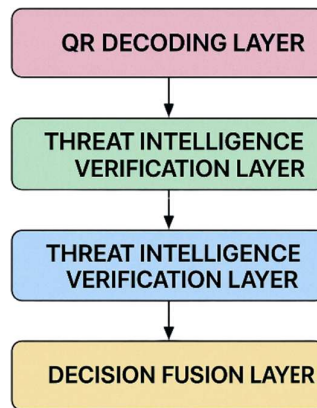 QR DECODING LAYER
THREAT INTELLIGENCE
VERIFICATION LAYER
THREAT INTELLIGENCE
VERIFICATION LAYER
DECISION FUSION LAYER